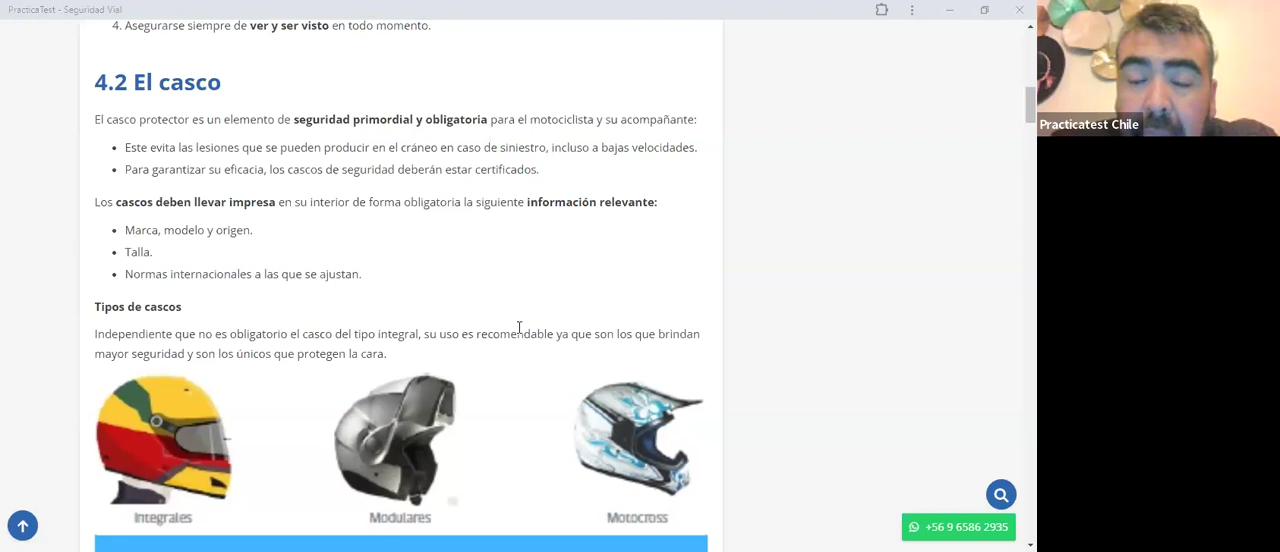 PracticaTest - Seguridad Vial
4. Asegurarse siempre de ver y ser visto en todo momento.
4.2 El casco
El casco protector es un elemento de seguridad primordial y obligatoria para el motociclista y su acompañante:
• Este evita las lesiones que se pueden producir en el cráneo en caso de siniestro, incluso a bajas velocidades.
• Para garantizar su eficacia, los cascos de seguridad deberán estar certificados.
Los cascos deben llevar impresa en su interior de forma obligatoria la siguiente información relevante:
• Marca, modelo y origen.
• Talla.
• Normas internacionales a las que se ajustan.
Tipos de cascos
Independiente que no es obligatorio el casco del tipo integral, su uso es recomendable ya que son los que brindan
mayor seguridad y son los únicos que protegen la cara.
Integrales
Modulares
Motocross
+56 9 6586 2935
Practicatest Chile